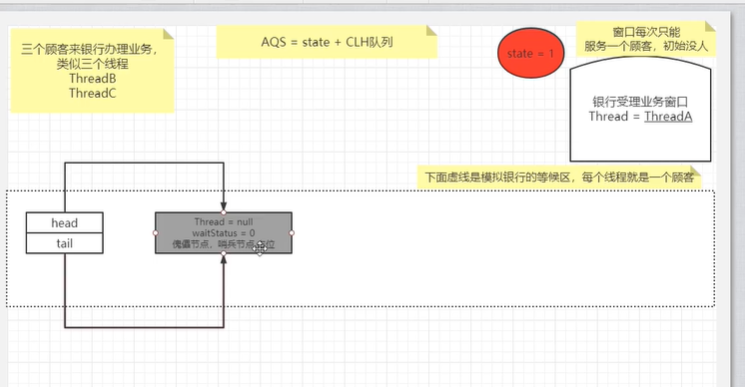 三个顾客来银行办理业务，
类似三个线程
ThreadB
ThreadC
AQS = state + CLH队列
state = 1
窗口每次只能
服务一个顾客，初始没人
银行受理业务窗口
Thread = ThreadA
下面虚线是模拟银行的等候区，每个线程就是一个顾客
head
tail
Thread = null
waitStatus = 0
傀儡节点，哨兵节点占位